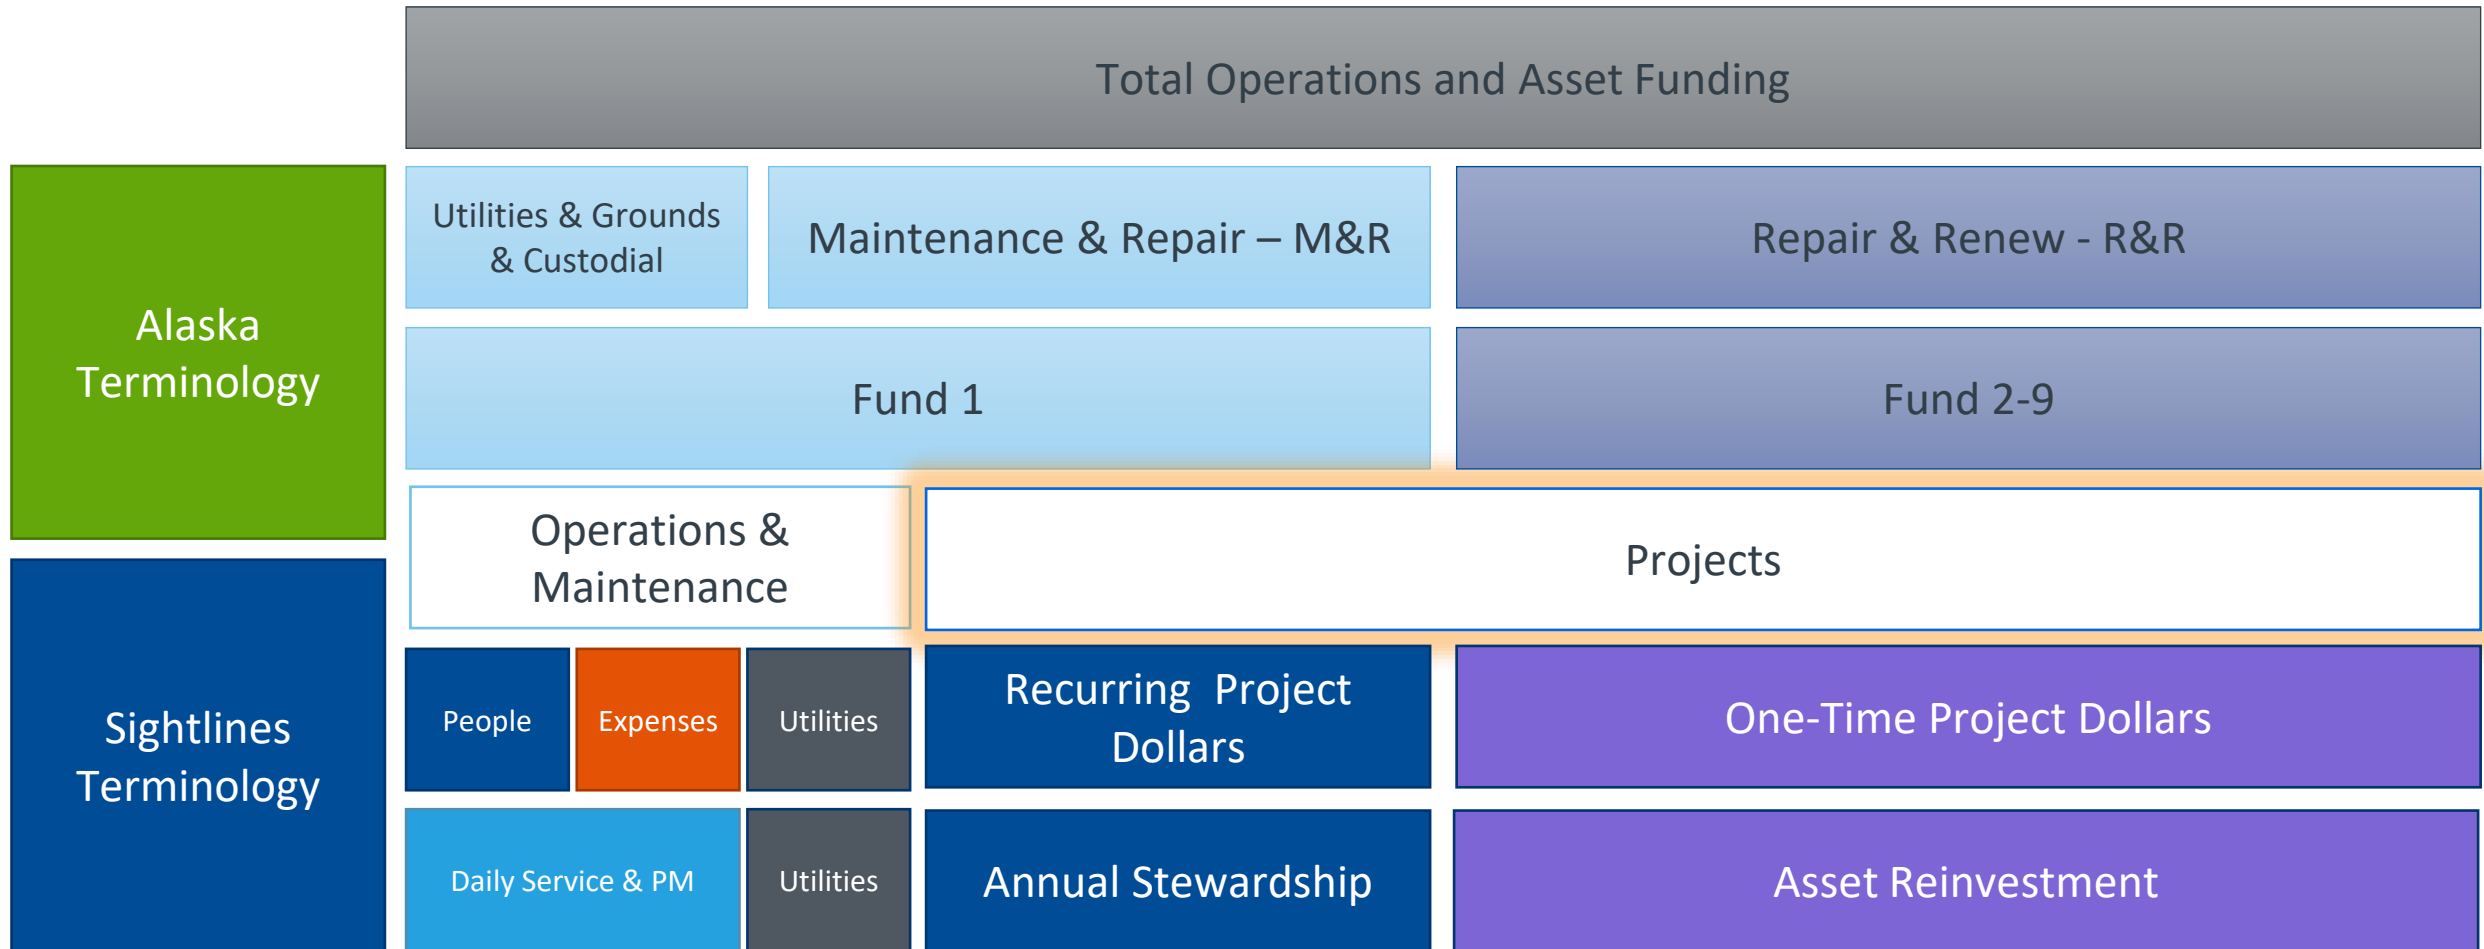 Total Operations and Asset Funding
Alaska
Terminology
Utilities & Grounds
& Custodial
Maintenance & Repair – M&R
Repair & Renew - R&R
Fund 1
Fund 2-9
Operations &
Maintenance
Projects
Sightlines
Terminology
People
Expenses
Utilities
Recurring Project
Dollars
One-Time Project Dollars
Daily Service & PM
Utilities
Annual Stewardship
Asset Reinvestment